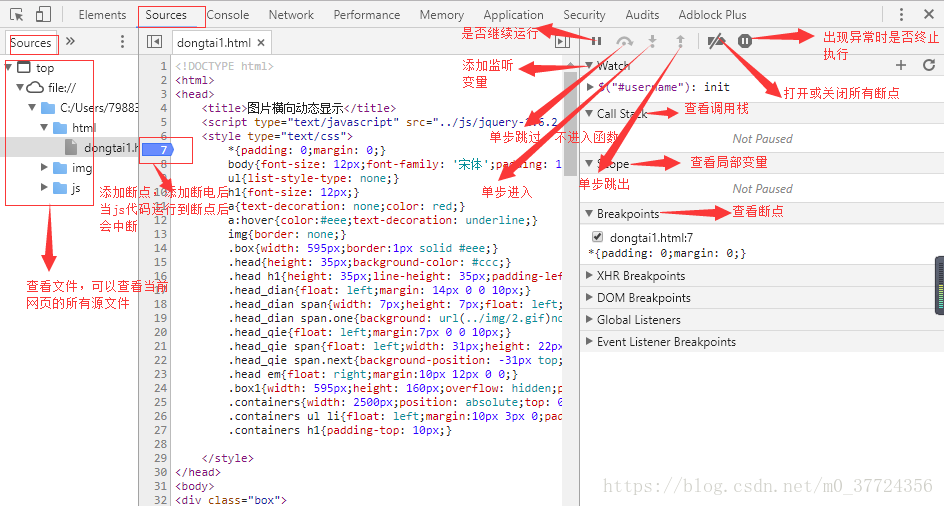 Elements Sources Console Network Performance Memory Application Security Audits Adblock Plus
Sources
top
file://
C:/Users/79883
html
dongtai1.h
img
js
添加断点，添加断电后
当js代码运行到断点后
会中断
查看文件，可以查看当前
网页的所有源文件
dongtai1.html ×
1 <!DOCTYPE html>
2 <html>
3 <head>
4 <title>图片横向动态显示</title>
5 <script type="text/javascript" src="../js/jquery-1.6.2.
6 <style type="text/css">
7 *{padding: 0;margin: 0;}
8 body{font-size: 12px;font-family: '宋体';padding: 1
9 ul{list-style-type: none;}
10 h1{font-size: 12px;}
11 a{text-decoration: none;color: red;}
12 a:hover{color:#eee;text-decoration: underline;}
13 img{border: none;}
14 .box{width: 595px;border:1px solid #eee;}
15 .head{height: 35px;background-color: #ccc;}
16 .head h1{height: 35px;line-height: 35px;padding-lef
17 .head_dian{float: left;margin: 14px 0 0 10px;}
18 .head_dian span{width: 7px;height: 7px;float: left;
19 .head_dian span.one{background: url(../img/2.gif)no
20 .head_qie{float: left;margin:7px 0 0 10px;}
21 .head_qie span{float: left;width: 31px;height: 22px
22 .head_qie span.next{background-position: -31px top;
23 .head em{float: right;margin:10px 12px 0 0;}
24 .box1{width: 595px;height: 160px;overflow: hidden;p
25 .containers{width: 2500px;position: absolute;top: 0
26 .containers ul li{float: left;margin:10px 3px 0;pad
27 .containers h1{padding-top: 10px;}
28
29 </style>
30 </head>
31 <body>
32 <div class="box">
是否继续运行
添加监听
变量
单步跳过，不进入函数
单步进入
单步跳出
出现异常时是否终止
执行
打开或关闭所有断点
Watch
$("#username"): init
Call Stack
查看调用栈
Not Paused
Scope
查看局部变量
Not Paused
Breakpoints
查看断点
dongtai1.html:7
*{padding: 0;margin: 0;}
XHR Breakpoints
DOM Breakpoints
Global Listeners
Event Listener Breakpoints
https://blog.csdn.net/m0_37724356